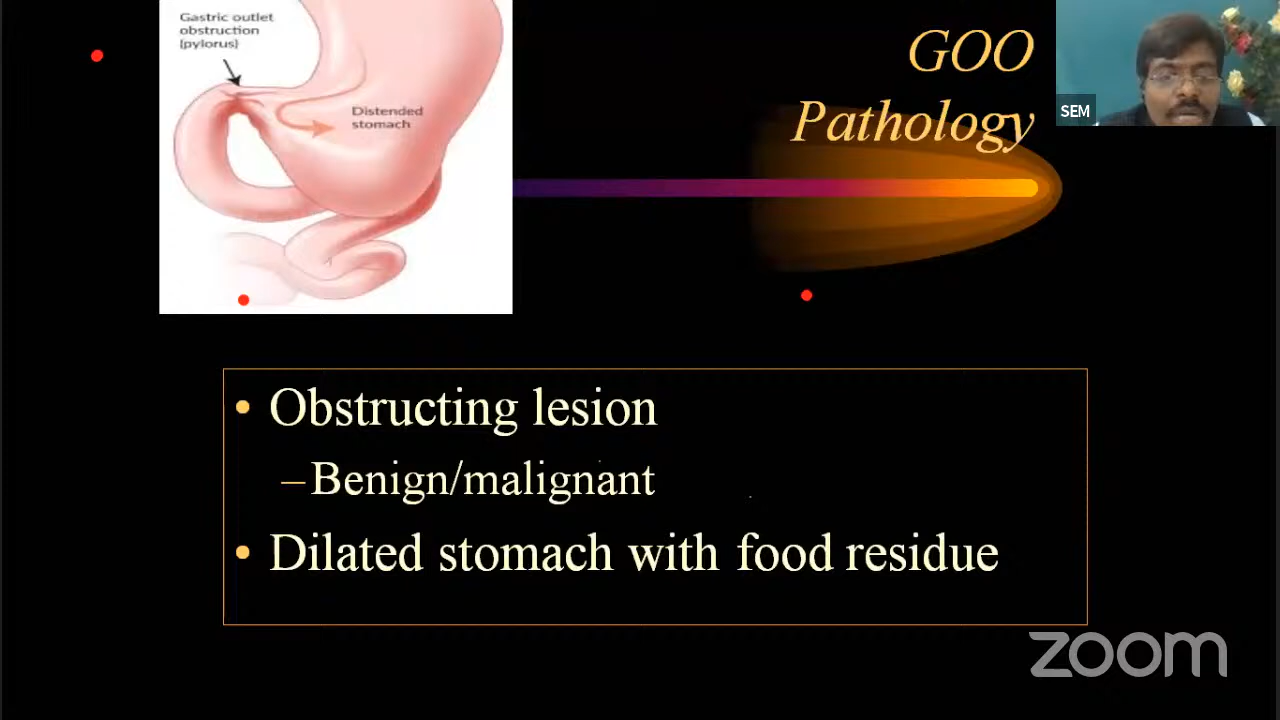 Gastric outlet
obstruction
(pylorus)
Distended
stomach
GOO
Pathology
SEM
• Obstructing lesion
–Benign/malignant
• Dilated stomach with food residue
zoom